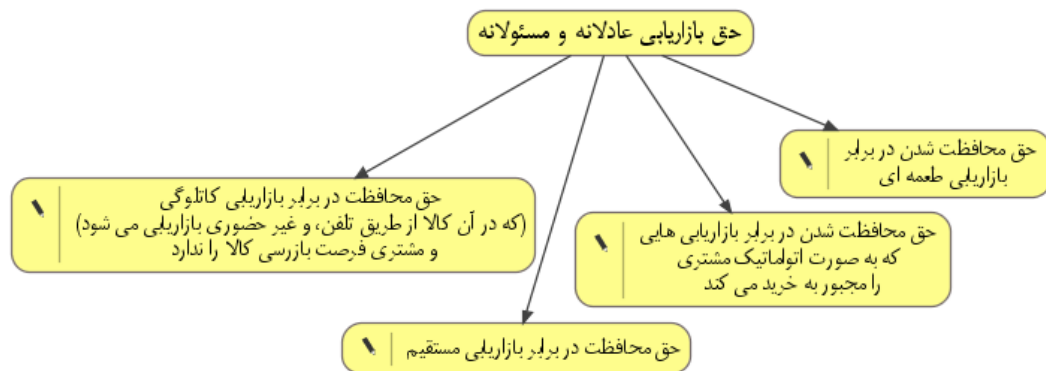 حق بازاریابی عادلانه و مسئولانه
حق محافظت شدن در برابر
بازاریابی طعمه ای
حق محافظت شدن در برابر بازاریابی هایی
که به صورت اتوماتیک مشتری
را مجبور به خرید می کند
حق محافظت در برابر بازاریابی مستقیم
حق محافظت در برابر بازاریابی کاتلوگی
(که در آن کالا از طریق تلفن، و غیر حضوری بازاریابی می شود)
و مشتری فرصت بازرسی کالا را ندارد